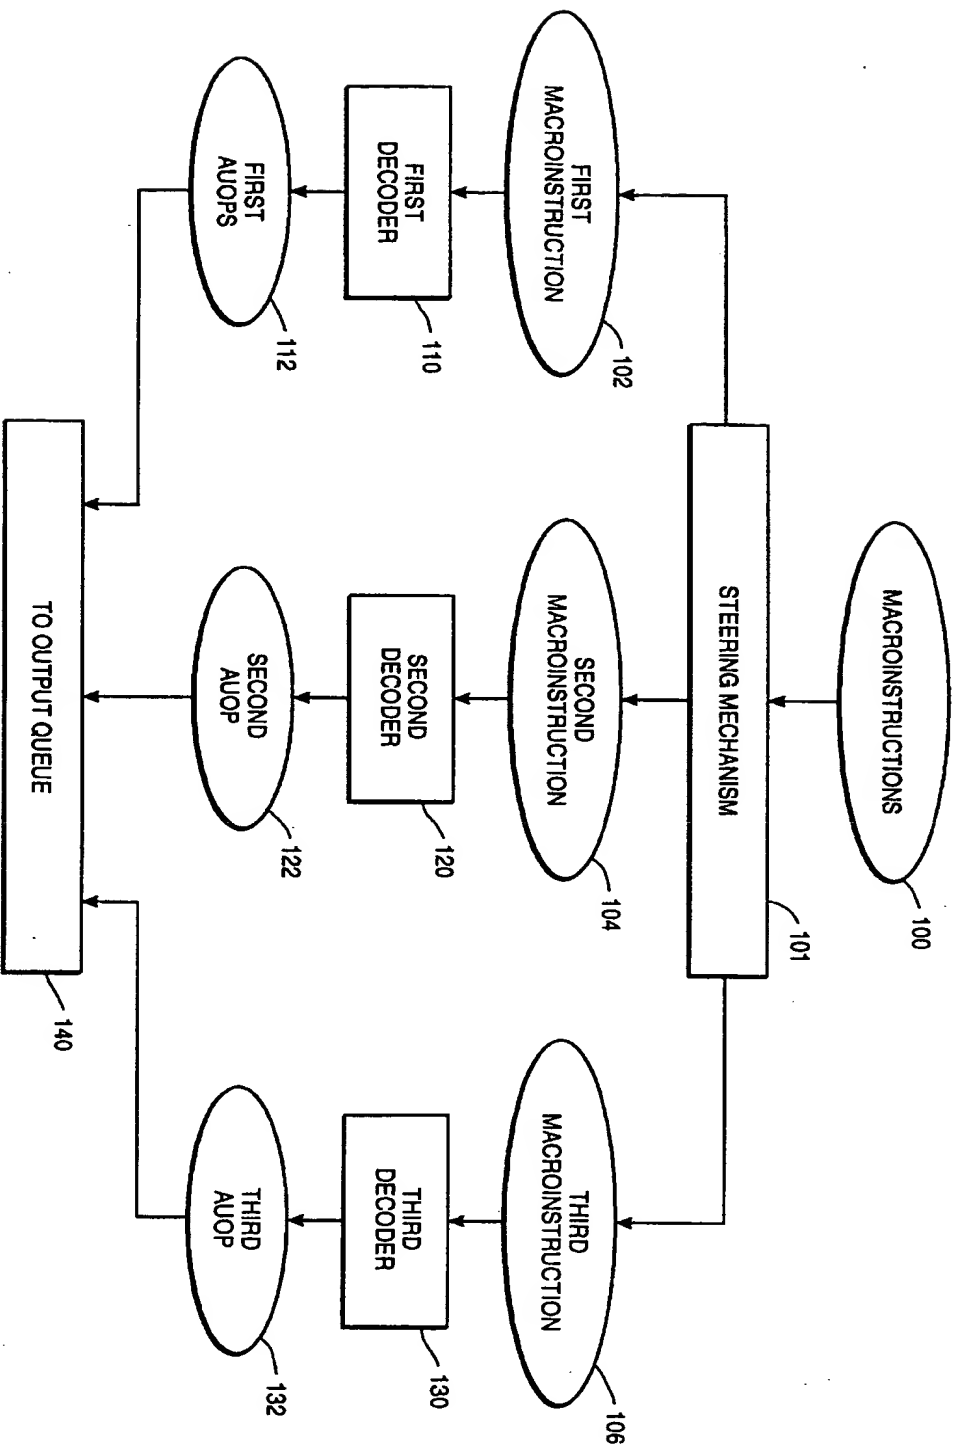 MACROINSTRUCTIONS
100
STEERING MECHANISM
101
FIRST
MACROINSTRUCTION
102
SECOND
MACROINSTRUCTION
104
THIRD
MACROINSTRUCTION
106
FIRST
DECODER
110
SECOND
DECODER
120
THIRD
DECODER
130
FIRST
AUOPS
112
SECOND
AUOP
122
THIRD
AUOP
132
TO OUTPUT QUEUE
140